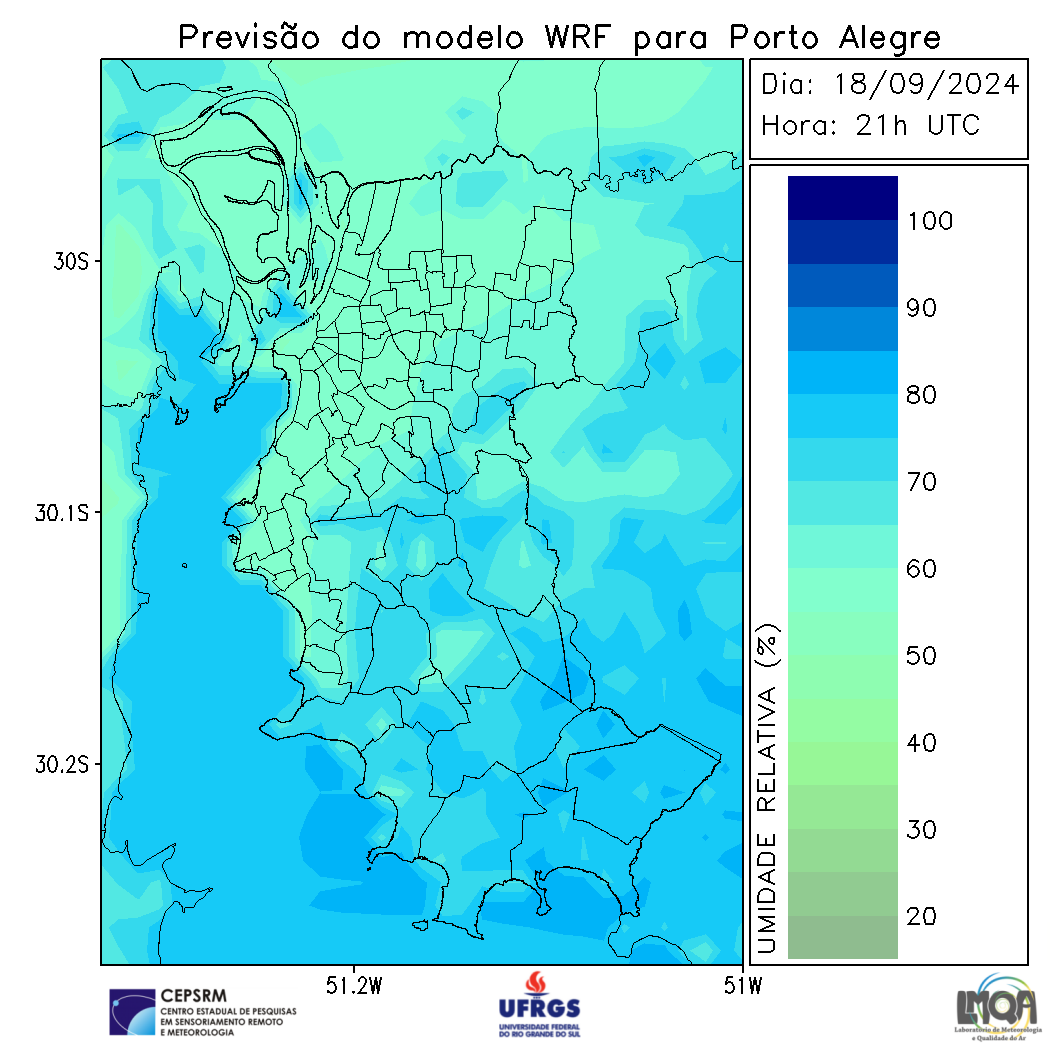 Previsão do modelo WRF para Porto Alegre
Dia: 18/09/2024
Hora: 21h UTC
30S
30.1S
30.2S
51.2W
51W
UMIDADE RELATIVA (%)
100
90
80
70
60
50
40
30
20
CEPSRM
CENTRO ESTADUAL DE PESQUISAS
EM SENSORIAMENTO REMOTO
E METEOROLOGIA
UFRGS
UNIVERSIDADE FEDERAL
DO RIO GRANDE DO SUL
LMQA
Laboratório de Meteorologia
e Qualidade do Ar